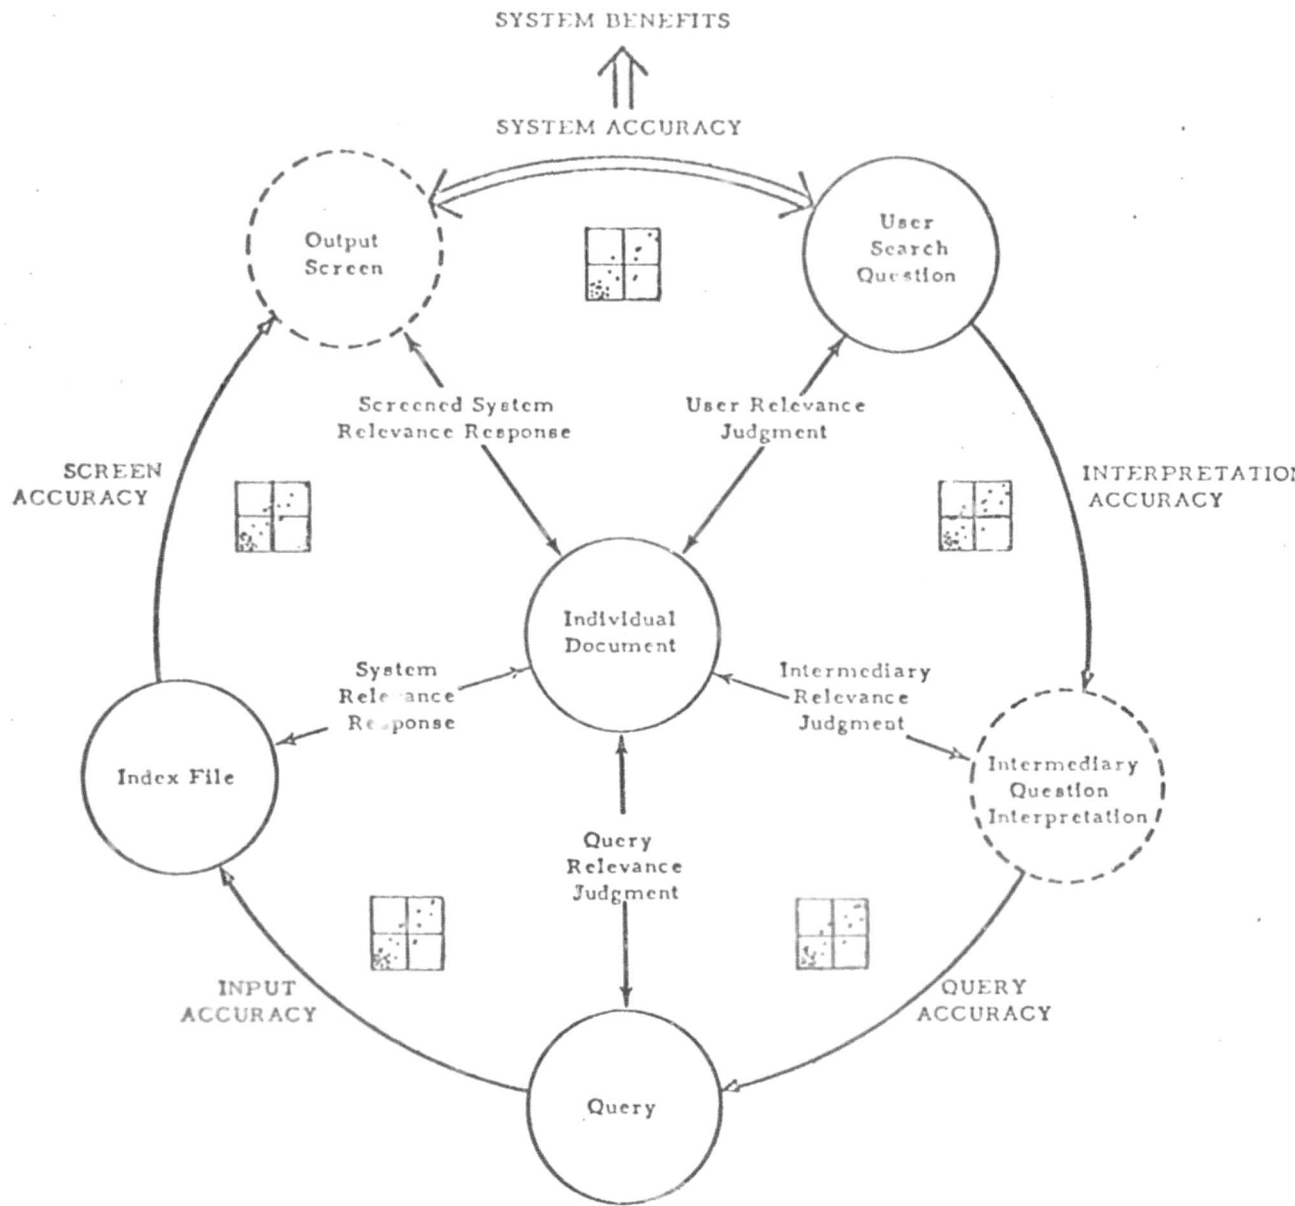 SYSTEM BENEFITS
SYSTEM ACCURACY
Output
Screen
User
Search
Question
Screened System
Relevance Response
User Relevance
Judgment
SCREEN
ACCURACY
INTERPRETATION
ACCURACY
Individual
Document
System
Relevance
Response
Intermediary
Relevance
Judgment
Index File
Intermediary
Question
Interpretation
Query
Relevance
Judgment
INPUT
ACCURACY
QUERY
ACCURACY
Query